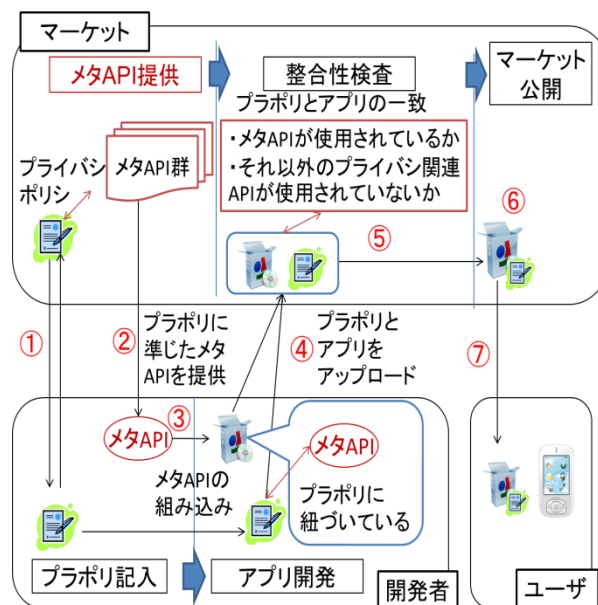 マーケット
メタAPI提供
整合性検査
マーケット
公開
プラポリとアプリの一致
・メタAPIが使用されているか
・それ以外のプライバシ関連
APIが使用されていないか
プライバシ
ポリシ
メタAPI群
⑥
⑤
①
②
プラポリに
準じたメタ
APIを提供
④
プラポリと
アプリを
アップロード
⑦
メタAPI
③
メタAPI
メタAPIの
組み込み
プラポリに
紐づいている
プラポリ記入
アプリ開発
開発者
ユーザ